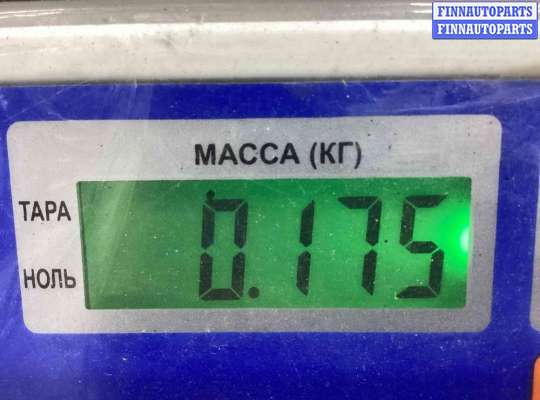 FINNAUTOPARTS
FINNAUTOPARTS
МАССА (КГ)
ТАРА
0.175
НОЛЬ